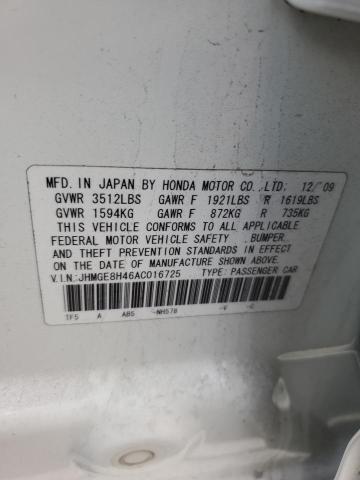 MFD. IN JAPAN BY HONDA MOTOR CO., LTD. 12/09
GVWR 3512LBS GAWR F 1921LBS R 1619LBS
GVWR 1594KG GAWR F 872KG R 735KG
THIS VEHICLE CONFORMS TO ALL APPLICABLE
FEDERAL MOTOR VEHICLE SAFETY, BUMPER,
AND THEFT PREVENTION STANDARDS IN EFFECT
ON THE DATE OF MANUFACTURE SHOWN ABOVE.
V.I.N.:JHMGE8H46AC016725 TYPE: PASSENGER CAR
TF5 A AB5 -NH578 -V -C